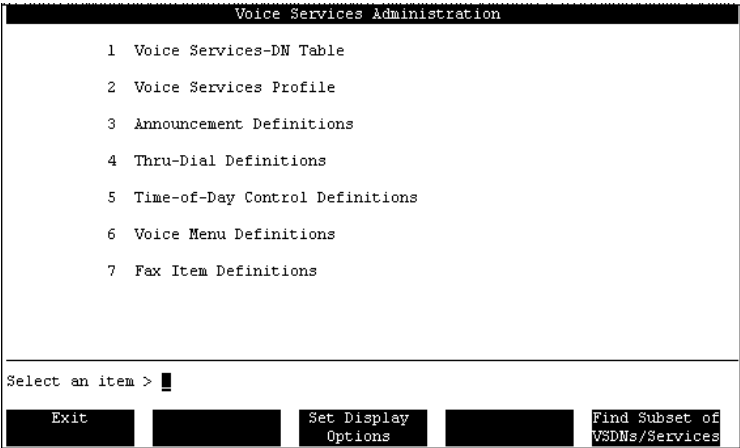 Voice Services Administration
1 Voice Services-DN Table
2 Voice Services Profile
3 Announcement Definitions
4 Thru-Dial Definitions
5 Time-of-Day Control Definitions
6 Voice Menu Definitions
7 Fax Item Definitions
Select an item >
Exit
Set Display
Options
Find Subset of
VSDNs/Services